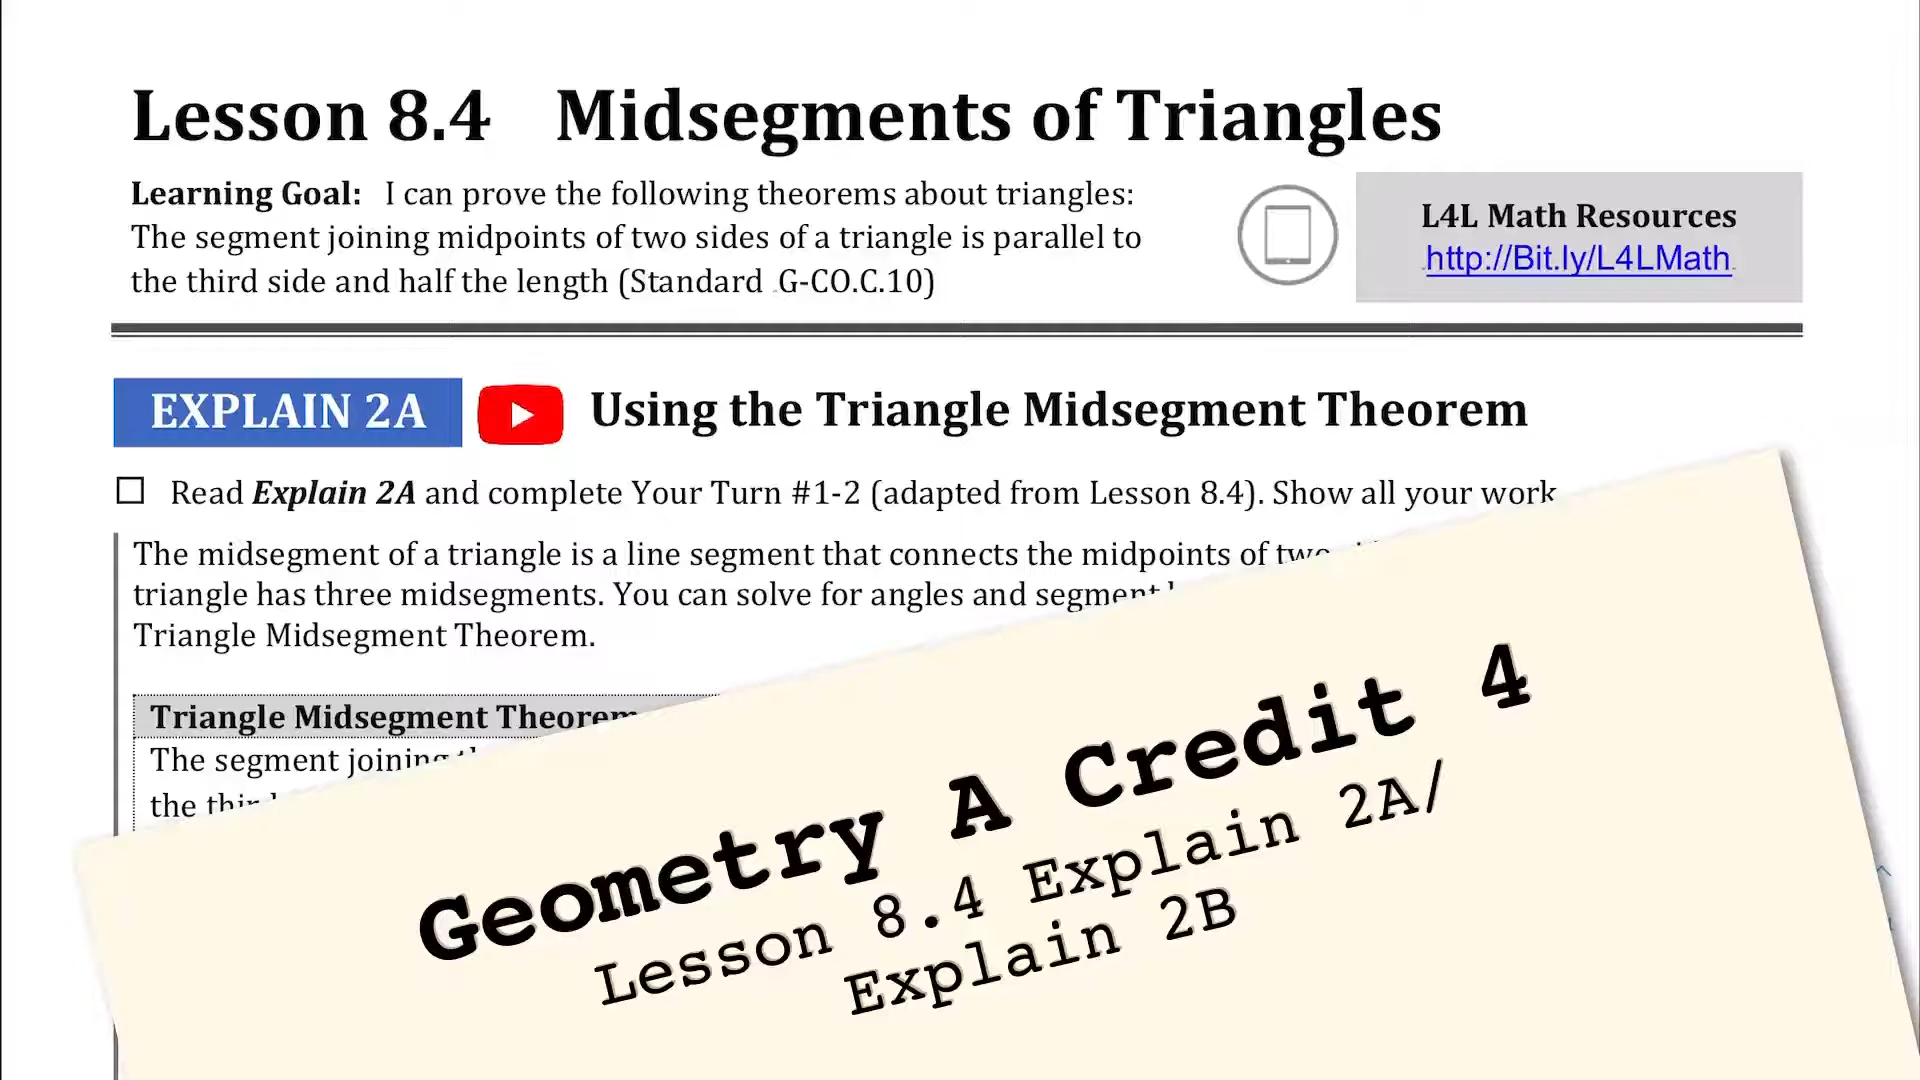 Lesson 8.4 Midsegments of Triangles
Learning Goal: I can prove the following theorems about triangles:
The segment joining midpoints of two sides of a triangle is parallel to
the third side and half the length (Standard G-CO.C.10)
L4L Math Resources
http://Bit.ly/L4LMath
EXPLAIN 2A Using the Triangle Midsegment Theorem
Read Explain 2A and complete Your Turn #1-2 (adapted from Lesson 8.4). Show all your work
The midsegment of a triangle is a line segment that connects the midpoints of two
triangle has three midsegments. You can solve for angles and segment
Triangle Midsegment Theorem.
Triangle Midsegment Theorem
The segment joining
the
Geometry A Credit 4
Lesson 8.4 Explain 2A/
Explain 2B